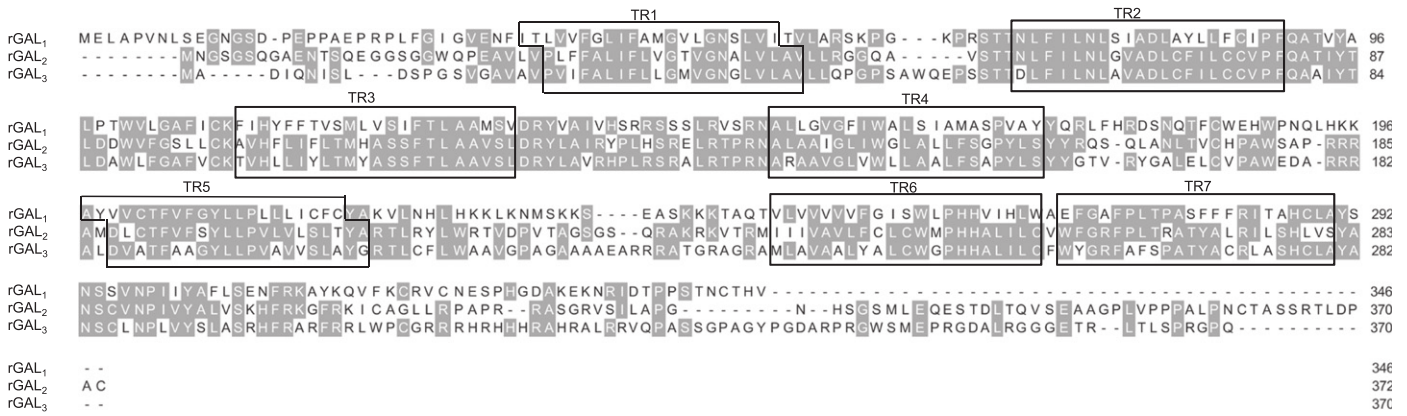 TR1 TR2
rGAL1 MELAPVNLSEGNGSD-PEPPAEPRPLFGIGVENFITLVVFGLIFAMGVLGNSLVITVLARSKPG---KPRSTTNLFILNLSIADLAYLLFCIPFQATVYA 96
rGAL2 --------MNGSGSQGAENTSQEGGSGGWQPEAVLVPLFFALIFLVGTVGNALVLAVLLRGGQA-----VSTTNLFILNLGVADLCFILCCVPFQATIYT 87
rGAL3 --------MA----DIQNISL----DSPGSVGAVAVPVIFALIFLLGMVGNGLVLAVLLQPGPSAWQEPSSTTDLFILNLAVADLCFILCCVPFQAAIYT 84
TR3 TR4
rGAL1 LPTWVLGAFICKFIHYFFTVSMLVSIFTLAAMSVDRYVAIVHSRRSSSLRVSRNALLGVGFIWALSIAMASPVAYYQRLFHRDSNQTFCWEHWPNQLHKK 196
rGAL2 LDDWVFGSLLCKAVHFLIFLTMHASSFTLAAVSLDRYLAIRYPLHSRELRTPRNALAAIGLIWGLALLFSGPYLSYYRQS-QLANLTVCHPAWSAP-RRR 185
rGAL3 LDAWLFGAFVCKTVHLLIYLTMYASSFTLAAVSLDRYLAVRHPLRSRALRTPRNARAAVGLVWLLAALFSAPYLSYYGTV-RYGALELCVPAWEDA-RRR 182
TR5 TR6 TR7
rGAL1 AYVVCTFVFGYLLPLLLICFCYAKVLNHLHKKLKNMSKKS----EASKKKTAQTVLVVVVVFGISWLPHHVIHLWAEFGAFPLTPASFFFRITAHCLAYS 292
rGAL2 AMDLCTFVFSYLLPVLVLSLTYARTLRYLWRTVDPVTAGSGS--QRAKRKVTRMIIIVAVLYALCWCPHHALILCVWFGRFPLTRATYALRILSHLVSYA 283
rGAL3 ALDVATFAAGYLLPVAVVSLAYGRTLCFLWAAVGPAGAAAAEARRRATGRAGRAMLAVAALYALCWGPHHALILCFWYGRFAFSPATYACRLASHCLAYA 282
rGAL1 NSSVNPIIYAFLSENFRKAYKQVFKCRVCNESPHGDAKEKNRIDTPPSTNCTHV---------------------------------------------- 346
rGAL2 NSCVNPIVYALVSKHFRKGFRKICAGLLRPAPR--RASGRVSILAPG---------N--HSGSMLEQESTDLTQVSEAAGPLVPPPALPNCTASSRTLDP 370
rGAL3 NSCLNPLVYSLASRHFRARFRRLWPCGRRRHRHHHRAHRALRRVQPASSGPAGYPGDARPRGWSMEPRGDALRGGGETR--LTLSPRGPQ---------- 370
rGAL1 -- 346
rGAL2 AC 372
rGAL3 -- 370